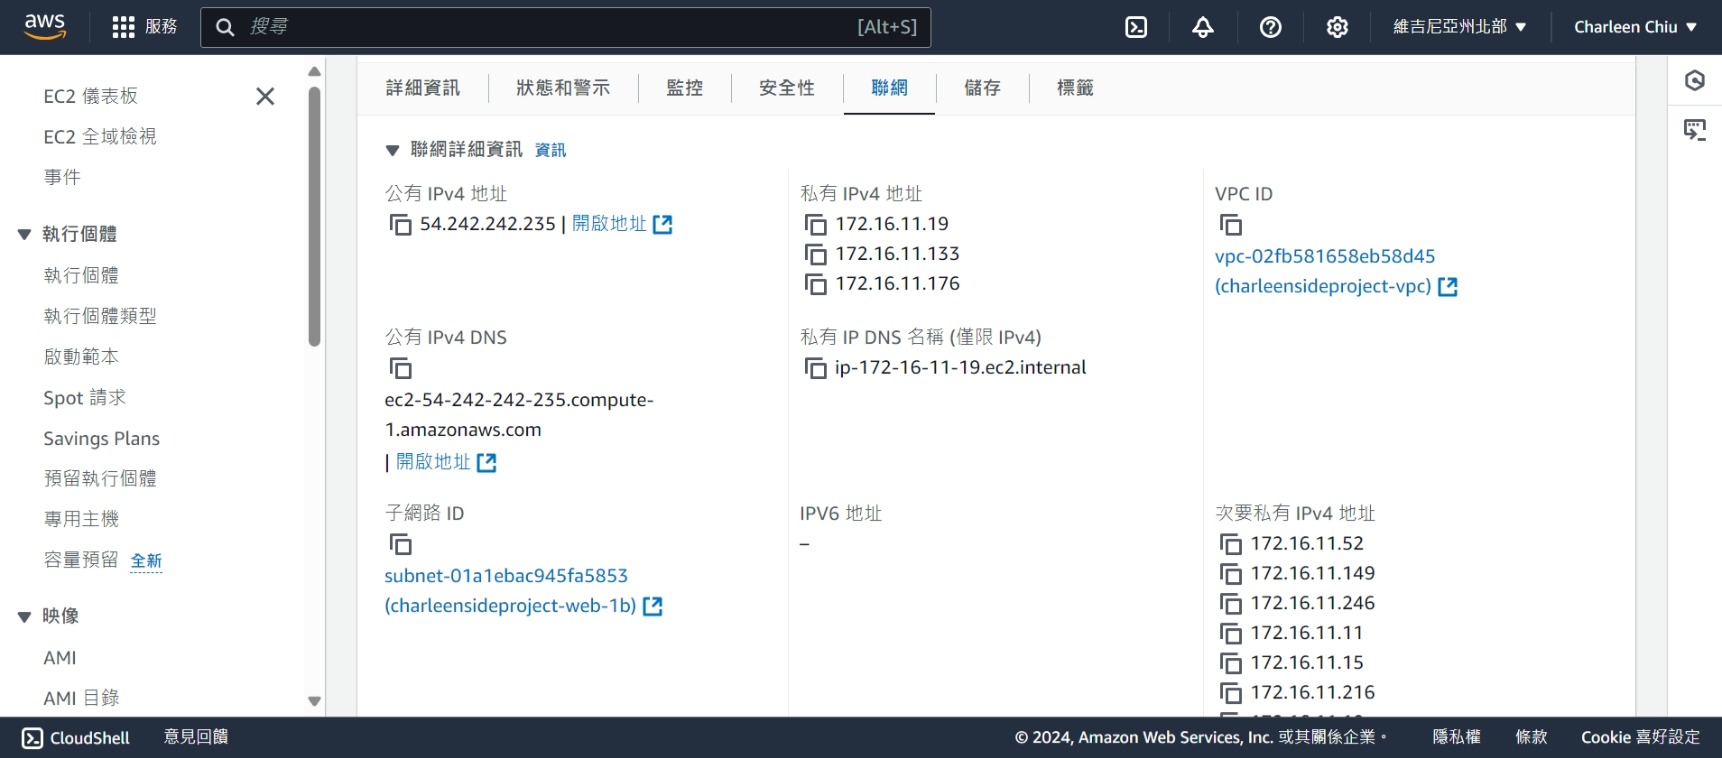 aws
服務
搜尋
[Alt+S]
維吉尼亞州北部
Charleen Chiu
EC2 儀表板
EC2 全域檢視
事件
執行個體
執行個體
執行個體類型
啟動範本
Spot 請求
Savings Plans
預留執行個體
專用主機
容量預留 全新
映像
AMI
AMI 目錄
詳細資訊
狀態和警示
監控
安全性
聯網
儲存
標籤
聯網詳細資訊 資訊
公有 IPv4 地址
54.242.242.235 | 開啟地址
私有 IPv4 地址
172.16.11.19
172.16.11.133
172.16.11.176
VPC ID
vpc-02fb581658eb58d45
(charleensideproject-vpc)
公有 IPv4 DNS
ec2-54-242-242-235.compute-
1.amazonaws.com
| 開啟地址
私有 IP DNS 名稱 (僅限 IPv4)
ip-172-16-11-19.ec2.internal
子網路 ID
subnet-01a1ebac945fa5853
(charleensideproject-web-1b)
IPV6 地址
–
次要私有 IPv4 地址
172.16.11.52
172.16.11.149
172.16.11.246
172.16.11.11
172.16.11.15
172.16.11.216
CloudShell
意見回饋
© 2024, Amazon Web Services, Inc. 或其關係企業。
隱私權
條款
Cookie 喜好設定